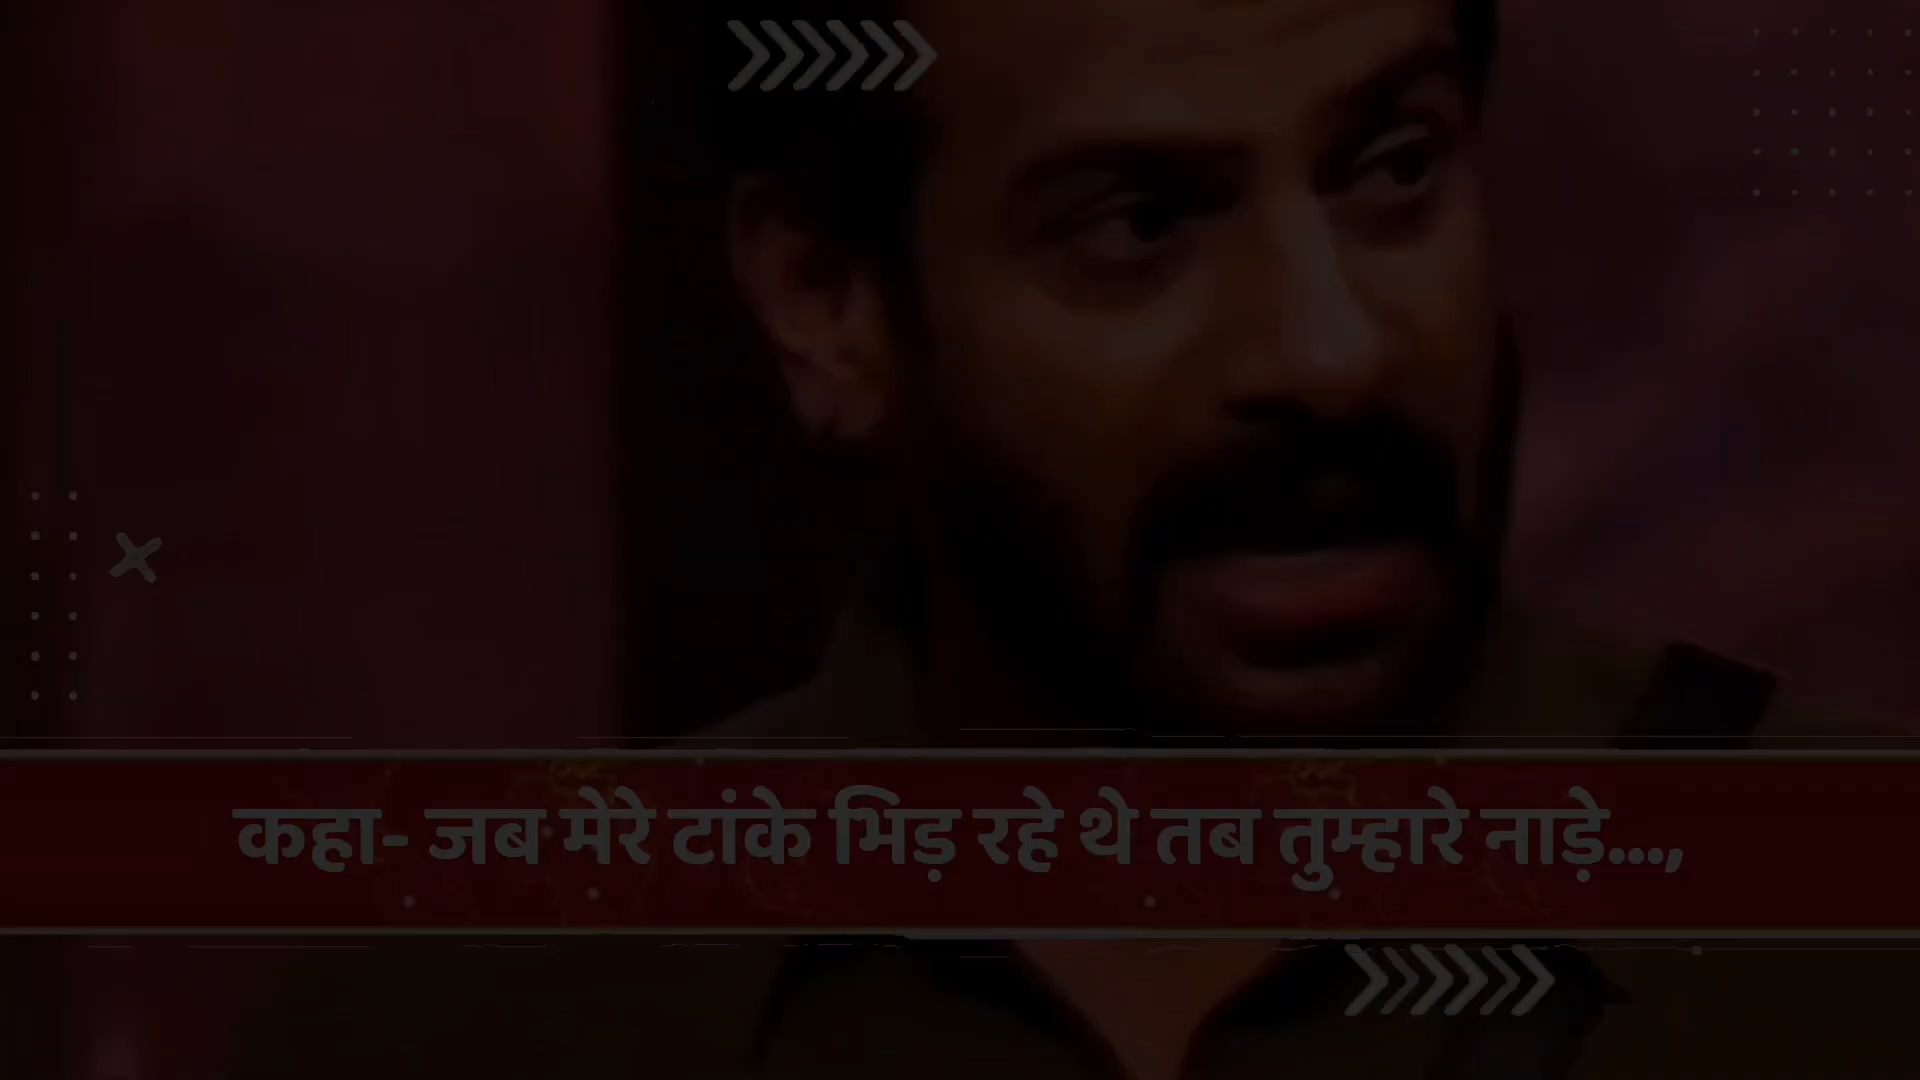 कहा- जब मेरे टांके भिड़ रहे थे तब तुम्हारे नाड़े...,